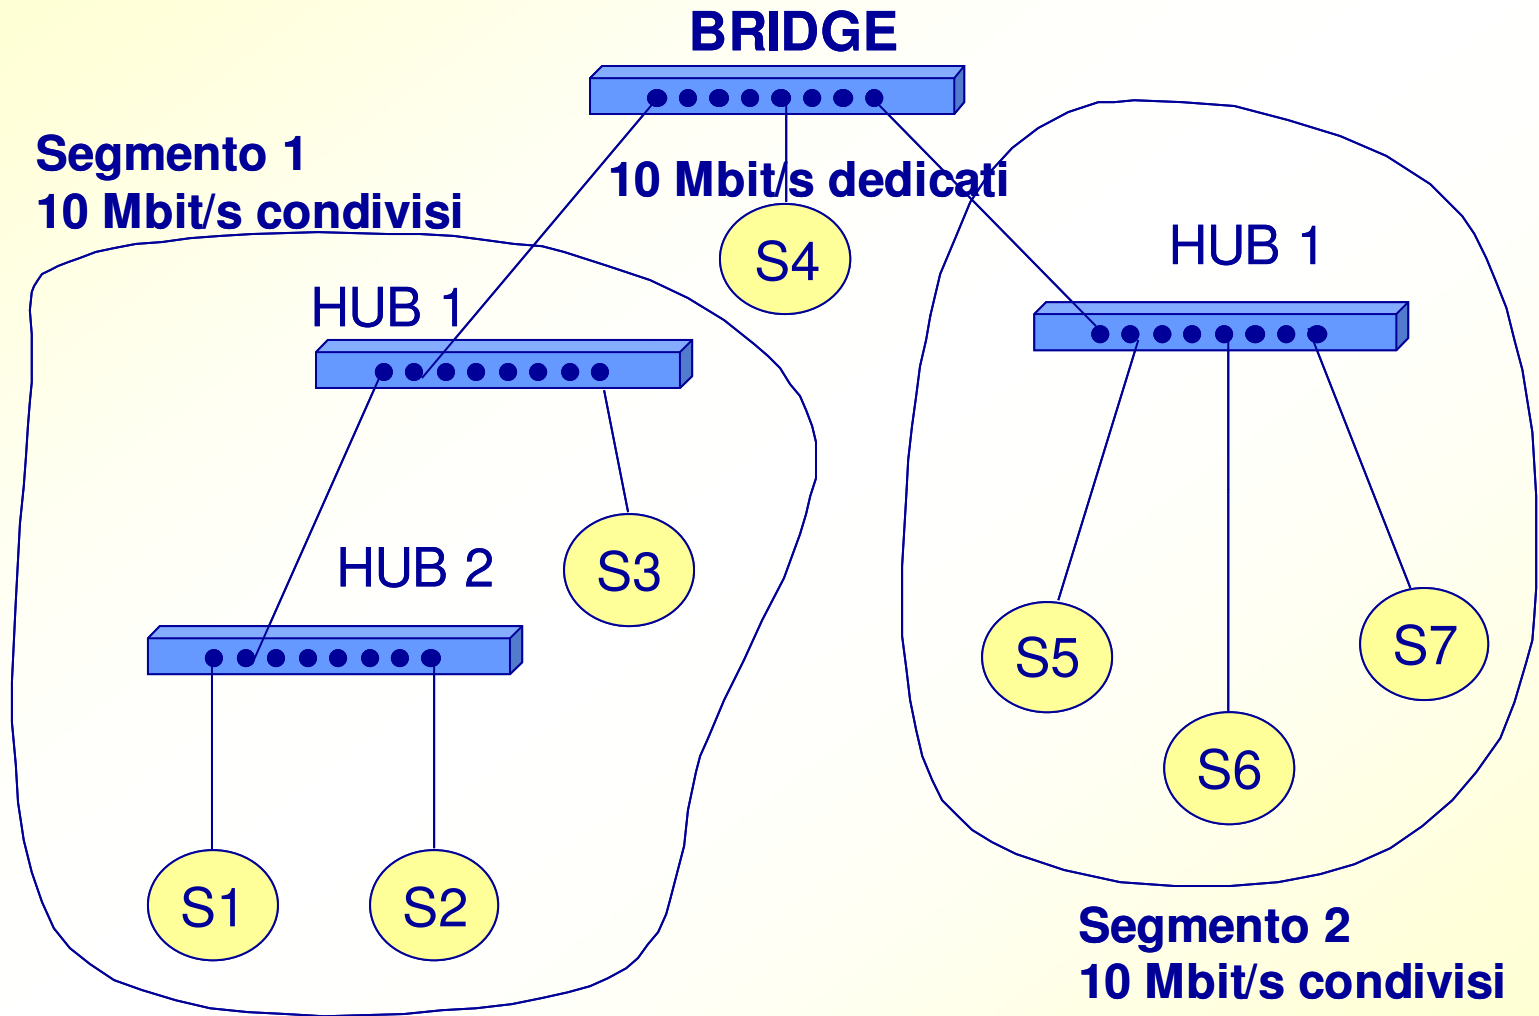 BRIDGE
Segmento 1
10 Mbit/s condivisi
10 Mbit/s dedicati
S4
HUB 1
HUB 1
HUB 2
S3
S5
S7
S6
S1
S2
Segmento 2
10 Mbit/s condivisi